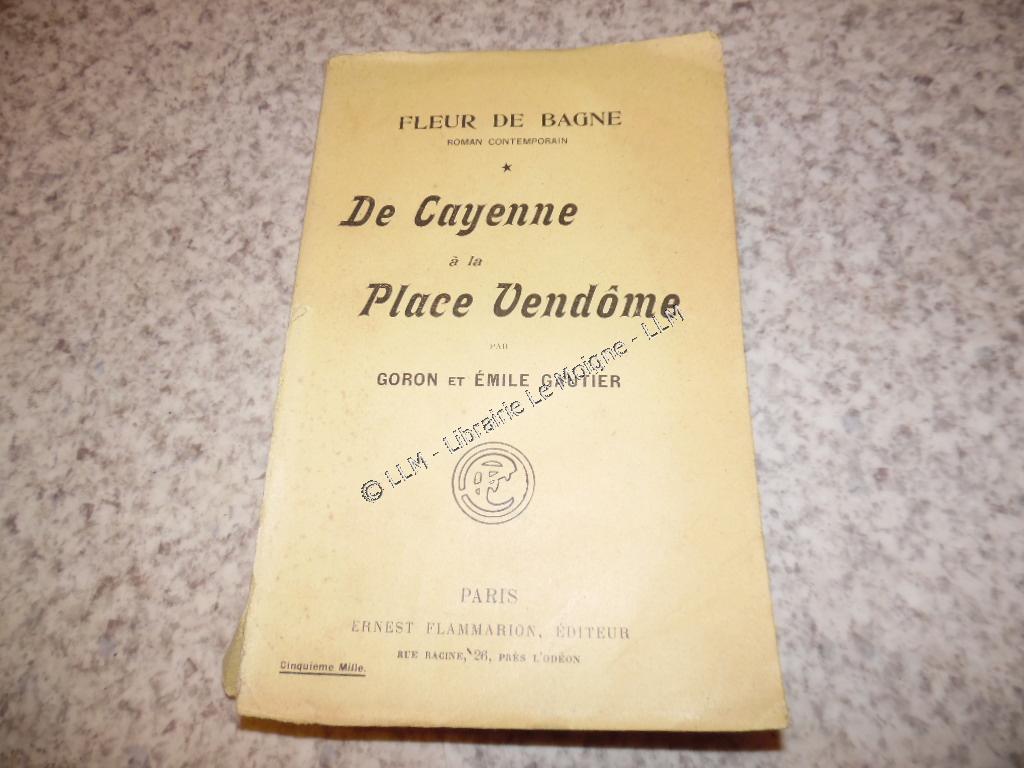 FLEUR DE BAGNE
ROMAN CONTEMPORAIN
De Cayenne
à la
Place Vendôme
PAR
GORON ET ÉMILE GAUTIER
© LLM - Librairie Le Moigne - LLM
PARIS
ERNEST FLAMMARION, ÉDITEUR
RUE RACINE, 26, PRÈS L'ODÉON
Cinquième Mille.